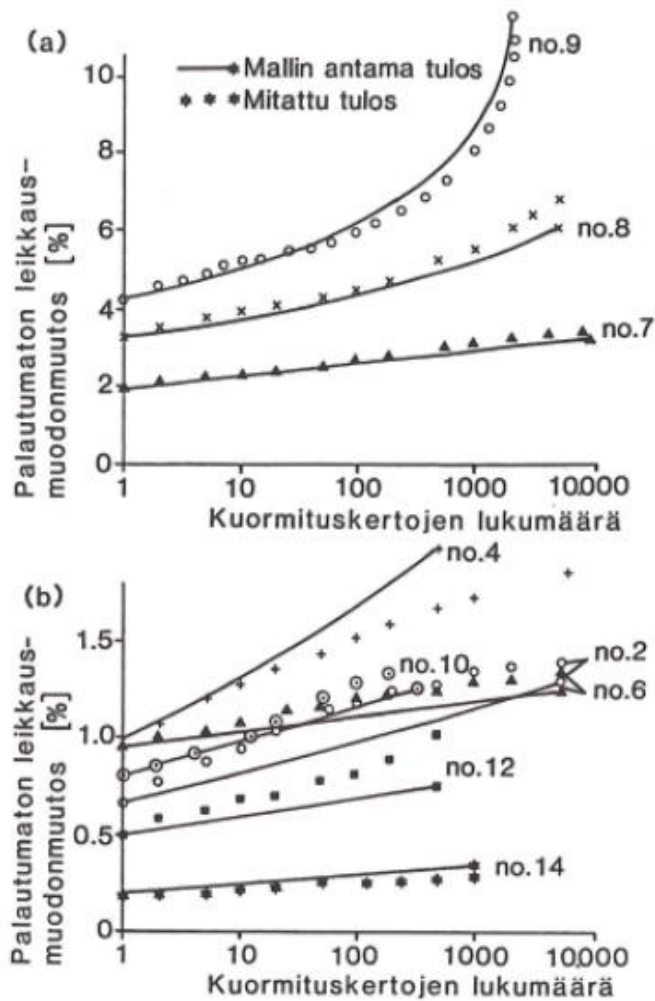 (a)
no.9
Mallin antama tulos
Mitattu tulos
no.8
no.7
Palautumaton leikkaus-
muodonmuutos [%]
10
8
6
4
2
0
1
10
100
1000
10.000
Kuormituskertojen lukumäärä
(b)
no.4
no.10
no.2
no.6
no.12
no.14
Palautumaton leikkaus-
muodonmuutos [%]
1.5
1.0
0.5
0
1
10
100
1000
10.000
Kuormituskertojen lukumäärä